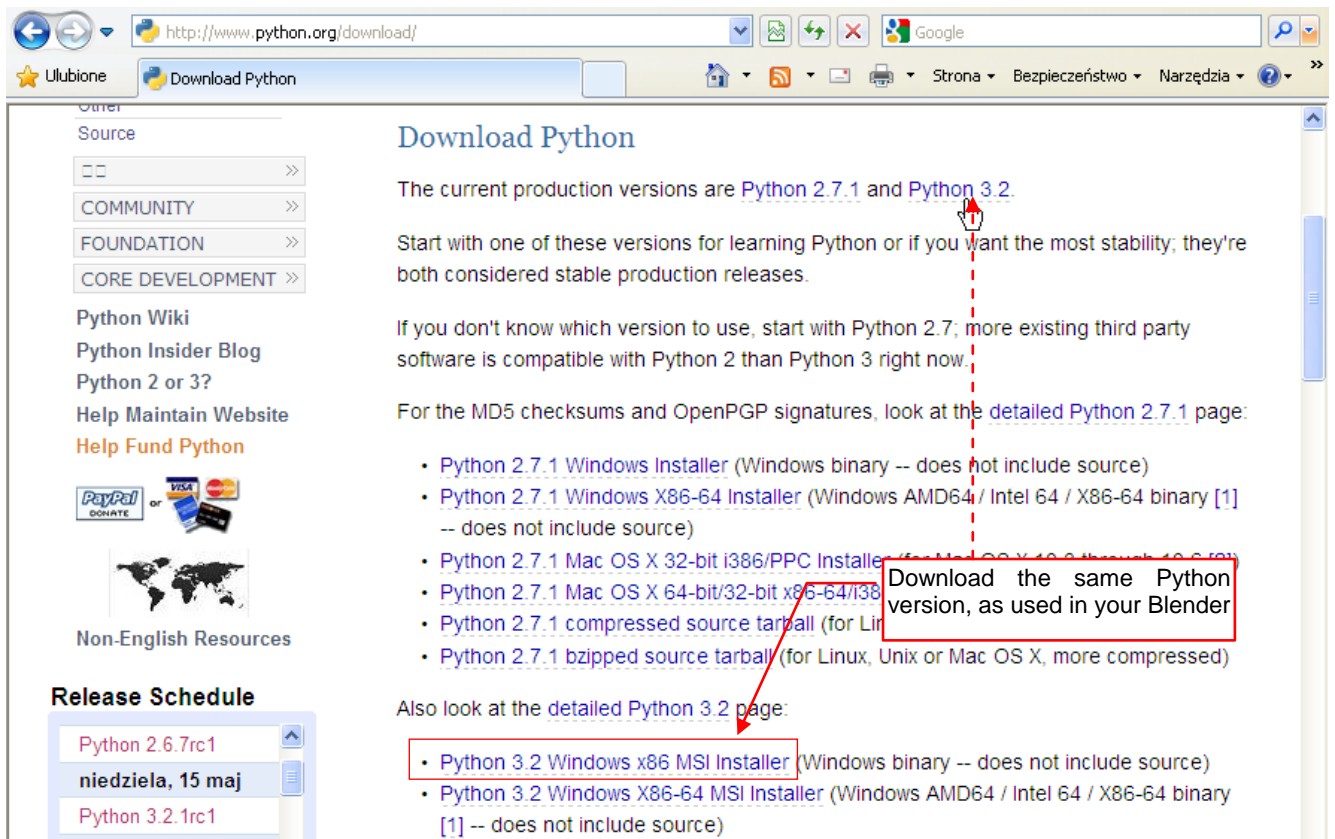 http://www.python.org/download/
Google
Ulubione
Download Python
Strona
Bezpieczeństwo
Narzędzia
»
Other
Source
»
COMMUNITY »
FOUNDATION »
CORE DEVELOPMENT »
Python Wiki
Python Insider Blog
Python 2 or 3?
Help Maintain Website
Help Fund Python
PayPal
DONATE
or
VISA
Non-English Resources
Release Schedule
Python 2.6.7rc1
niedziela, 15 maj
Python 3.2.1rc1
Download Python
The current production versions are Python 2.7.1 and Python 3.2.
Start with one of these versions for learning Python or if you want the most stability; they're
both considered stable production releases.
If you don't know which version to use, start with Python 2.7; more existing third party
software is compatible with Python 2 than Python 3 right now.
For the MD5 checksums and OpenPGP signatures, look at the detailed Python 2.7.1 page:
• Python 2.7.1 Windows Installer (Windows binary -- does not include source)
• Python 2.7.1 Windows X86-64 Installer (Windows AMD64 / Intel 64 / X86-64 binary [1]
-- does not include source)
• Python 2.7.1 Mac OS X 32-bit i386/PPC Installer (for Mac OS X 10.3 through 10.6 [2])
• Python 2.7.1 Mac OS X 64-bit/32-bit x86-64/i38
• Python 2.7.1 compressed source tarball (for Li
• Python 2.7.1 bzipped source tarball (for Linux, Unix or Mac OS X, more compressed)
Download the same Python
version, as used in your Blender
Also look at the detailed Python 3.2 page:
• Python 3.2 Windows x86 MSI Installer (Windows binary -- does not include source)
• Python 3.2 Windows X86-64 MSI Installer (Windows AMD64 / Intel 64 / X86-64 binary
[1] -- does not include source)